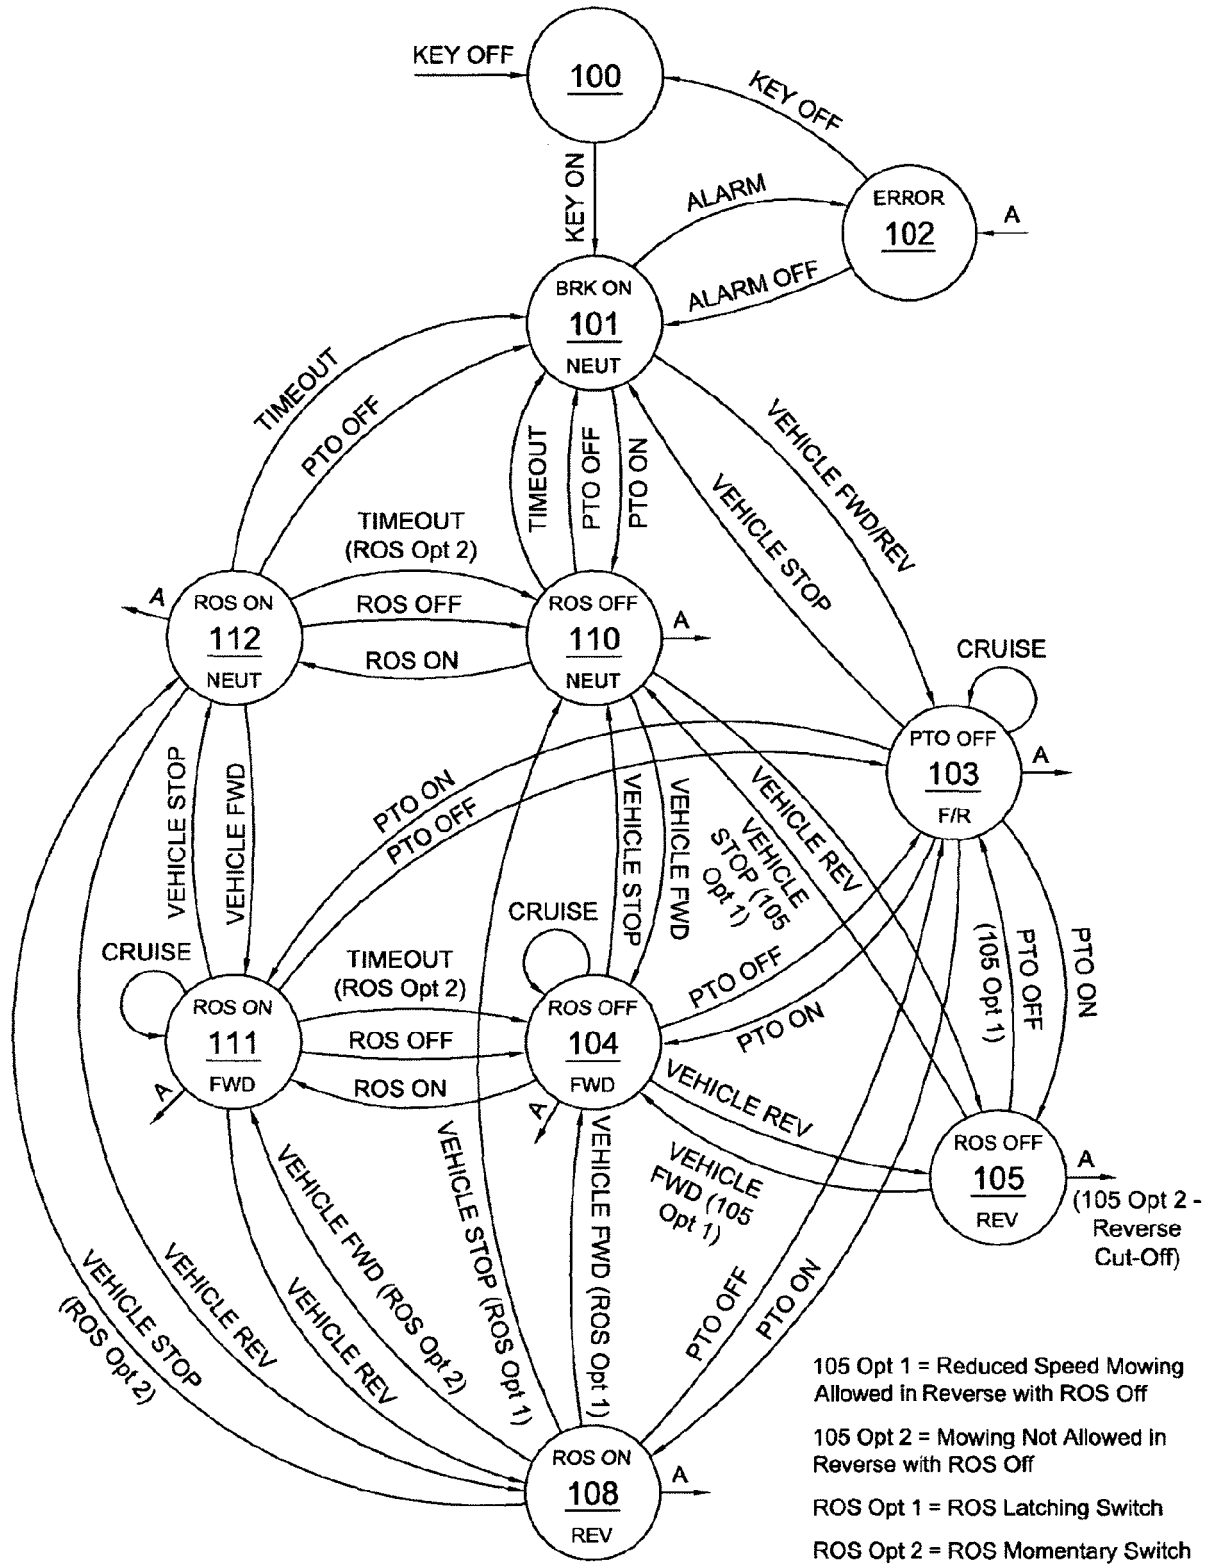 KEY OFF
100
KEY OFF
KEY ON
ALARM
ERROR
102
A
ALARM OFF
BRK ON
101
NEUT
TIMEOUT
PTO OFF
TIMEOUT
PTO OFF
PTO ON
VEHICLE FWD/REV
VEHICLE STOP
TIMEOUT
(ROS Opt 2)
A
ROS ON
112
NEUT
ROS OFF
ROS ON
ROS OFF
110
NEUT
A
CRUISE
PTO OFF
103
F/R
A
VEHICLE STOP
VEHICLE FWD
PTO ON
PTO OFF
VEHICLE STOP
VEHICLE FWD
VEHICLE
STOP (105
Opt 1)
VEHICLE REV
CRUISE
CRUISE
TIMEOUT
(ROS Opt 2)
PTO OFF
PTO ON
PTO OFF
(105 Opt 1)
PTO ON
ROS ON
111
FWD
A
ROS OFF
ROS ON
ROS OFF
104
FWD
A
VEHICLE REV
VEHICLE
FWD (105
Opt 1)
ROS OFF
105
REV
A
(105 Opt 2 -
Reverse
Cut-Off)
VEHICLE STOP
(ROS Opt 2)
VEHICLE REV
VEHICLE REV
VEHICLE FWD (ROS Opt 2)
VEHICLE STOP (ROS Opt 1)
VEHICLE FWD (ROS Opt 1)
PTO OFF
PTO ON
ROS ON
108
REV
A
105 Opt 1 = Reduced Speed Mowing
Allowed in Reverse with ROS Off
105 Opt 2 = Mowing Not Allowed in
Reverse with ROS Off
ROS Opt 1 = ROS Latching Switch
ROS Opt 2 = ROS Momentary Switch